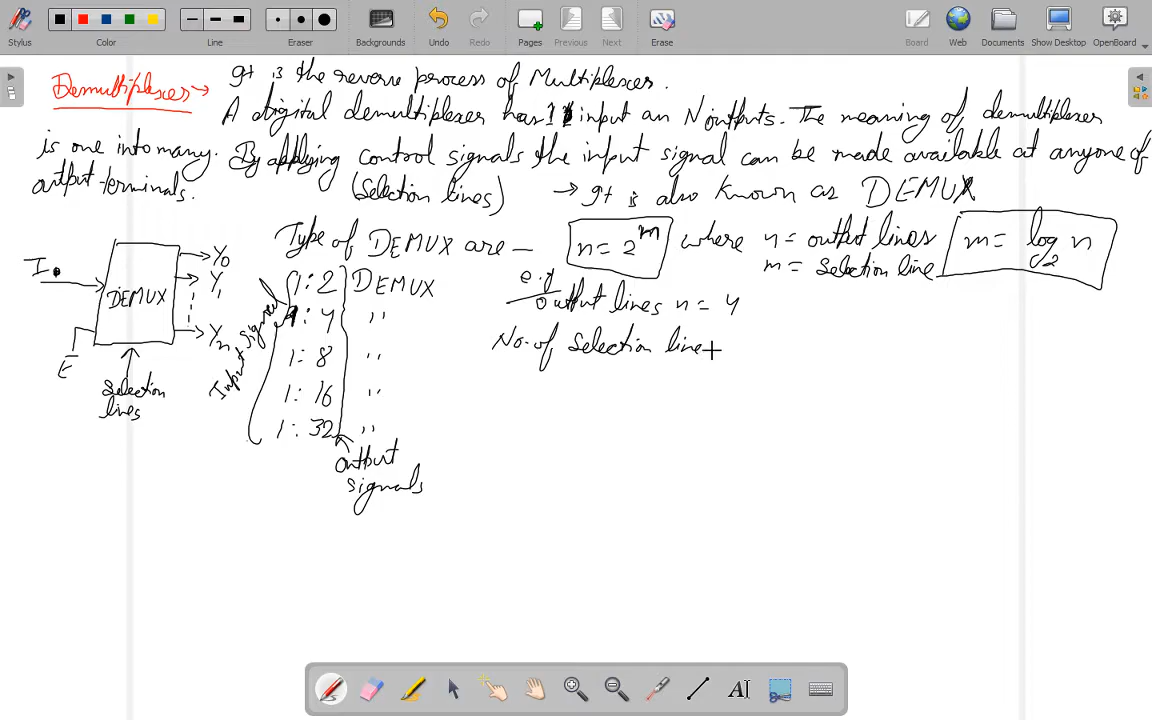 Stylus
Color
Line
Eraser
Backgrounds
Undo
Redo
Pages
Previous
Next
Erase
Board
Web
Documents
Show Desktop
OpenBoard
Demultiplexer → It is the reverse process of Multiplexer.
A digital demultiplexer has 1 input an N outputs. The meaning of demultiplexer
is one into many. By applying control signals the input signal can be made available at anyone of
output terminals.
(Selection lines) → It is also known as DEMUX
Type of DEMUX are —
n = 2^m where n = output lines
m = Selection line
m = log₂ n
I
DEMUX
Y₀
Y₁
Yₙ
E
Selection
lines
Input signal
1:2 DEMUX
1:4 ,,
1:8 ,,
1:16 ,,
1:32 ,,
output
signals
e.g
Output lines n = 4
No. of Selection line